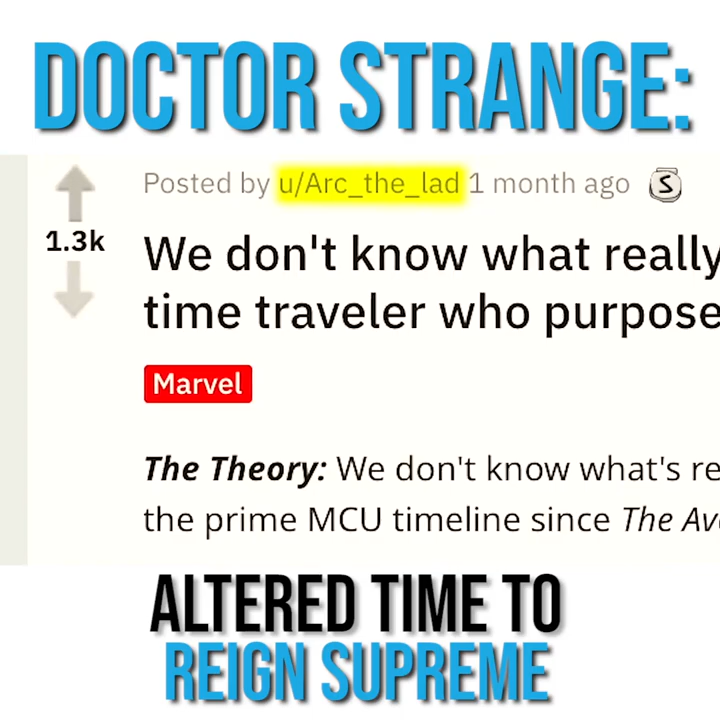 DOCTOR STRANGE:
Posted by u/Arc_the_lad 1 month ago S
1.3k
We don't know what really
time traveler who purpose
Marvel
The Theory: We don't know what's re
the prime MCU timeline since The Av
ALTERED TIME TO
REIGN SUPREME